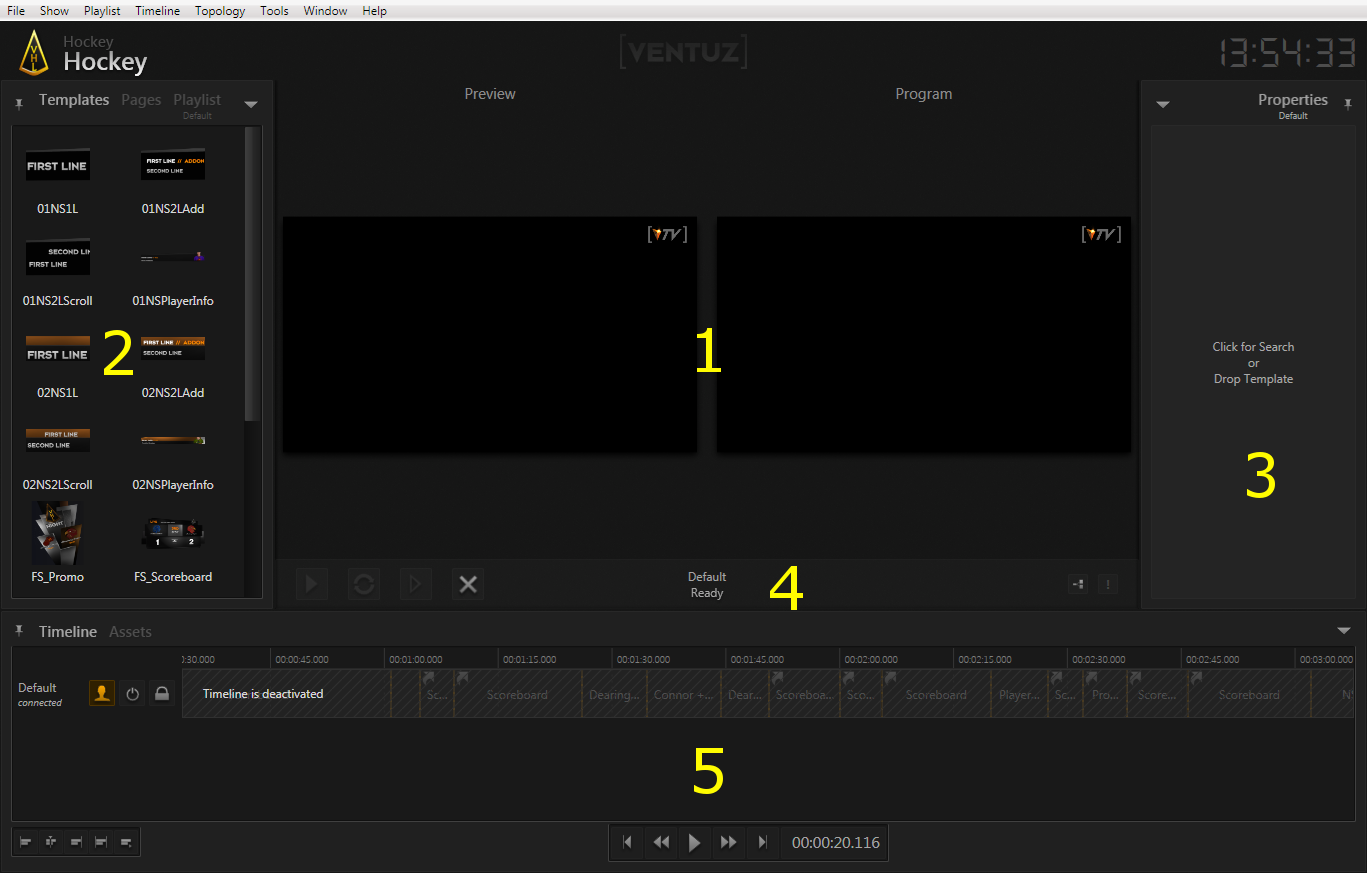 File Show Playlist Timeline Topology Tools Window Help
VHL
Hockey
Hockey
[VENTUZ]
13:54:33
Templates Pages Playlist
Default
Preview
Program
Properties
Default
FIRST LINE
FIRST LINE // ADDON
SECOND LINE
01NS1L
01NS2LAdd
[VTV]
[VTV]
SECOND LIN
FIRST LINE
01NS2LScroll
01NSPlayerInfo
FIRST LINE
FIRST LINE // ADDON
SECOND LINE
2
1
Click for Search
or
Drop Template
02NS1L
02NS2LAdd
FIRST LINE
SECOND LINE
02NS2LScroll
02NSPlayerInfo
3
1 2
FS_Promo
FS_Scoreboard
Default
Ready
4
!
Timeline Assets
0:30.000 00:00:45.000 00:01:00.000 00:01:15.000 00:01:30.000 00:01:45.000 00:02:00.000 00:02:15.000 00:02:30.000 00:02:45.000 00:03:00.000
Default
connected
Timeline is deactivated
Sc... Scoreboard Dearing... Connor +... Dear... Scoreboa... Sco... Scoreboard Player... Sc... Pro... Score... Scoreboard NS
5
00:00:20.116